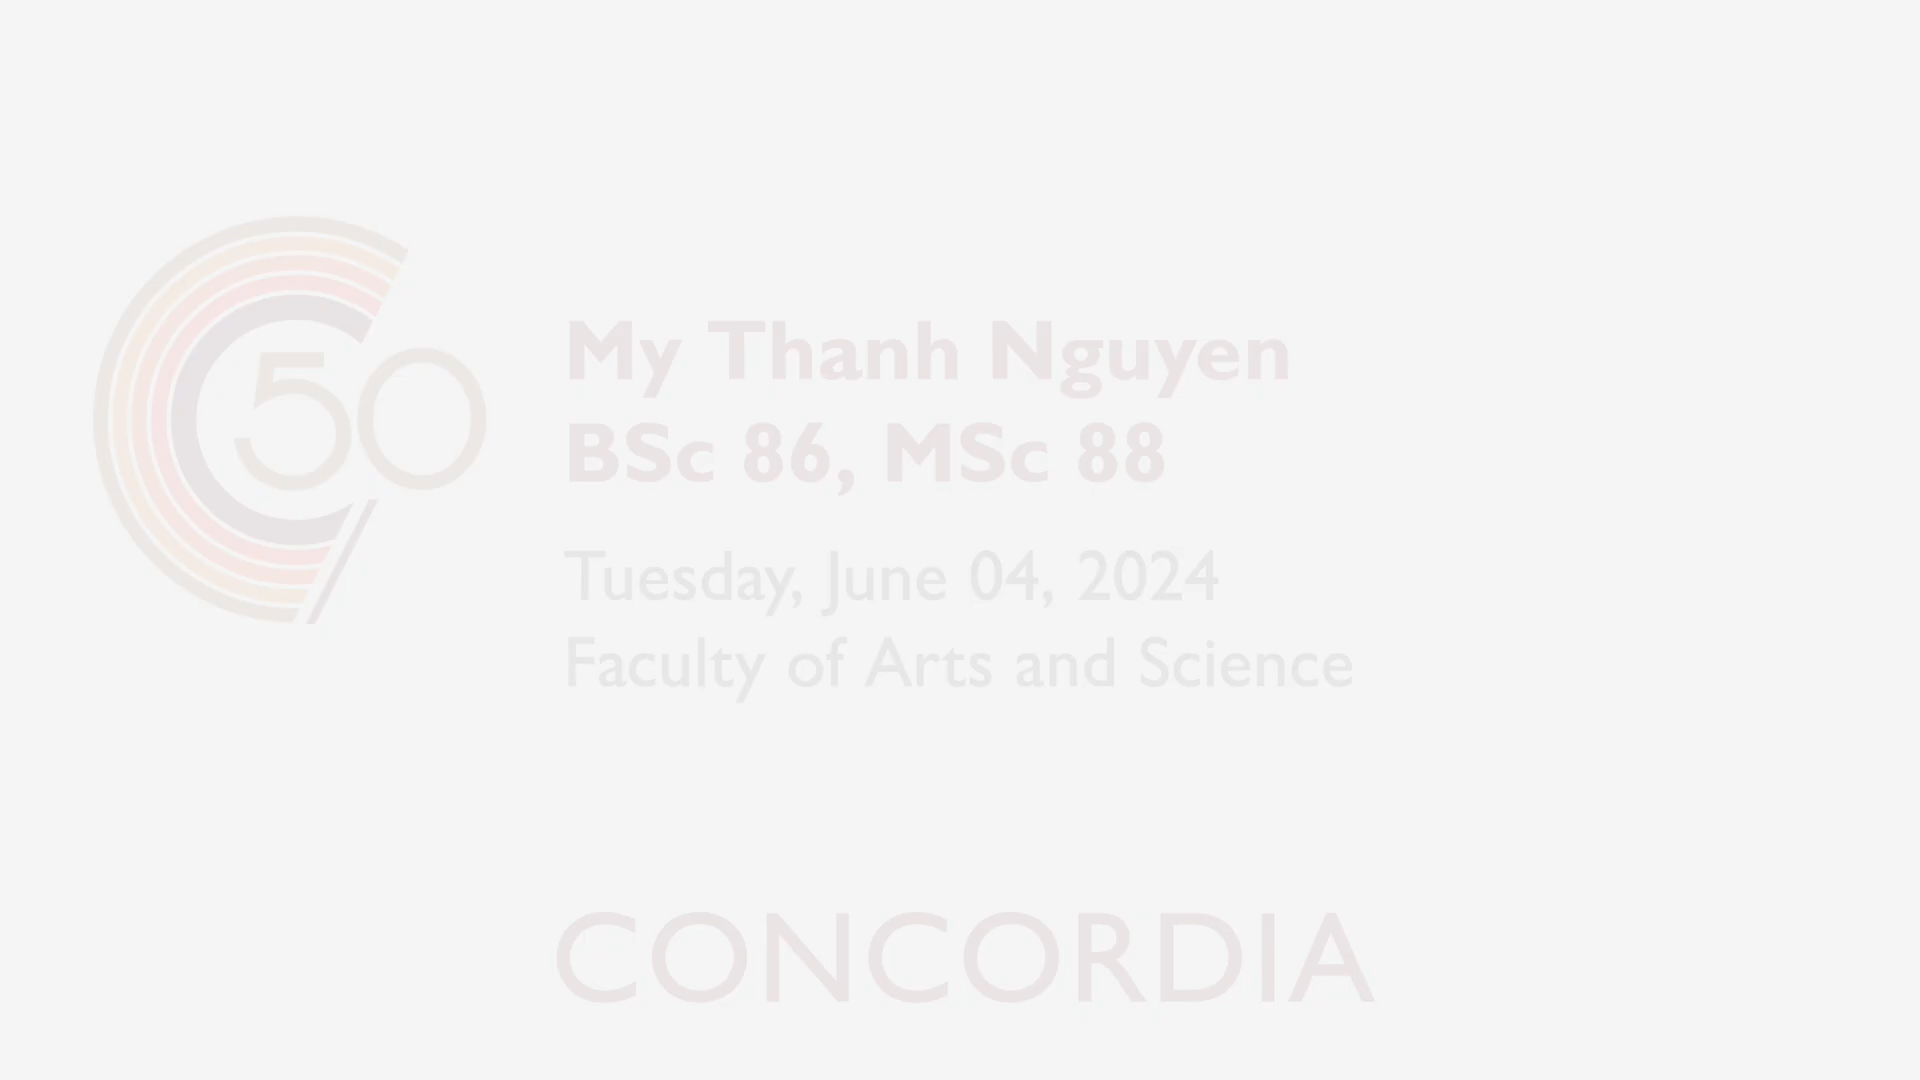 50
My Thanh Nguyen
BSc 86, MSc 88
Tuesday, June 04, 2024
Faculty of Arts and Science
CONCORDIA